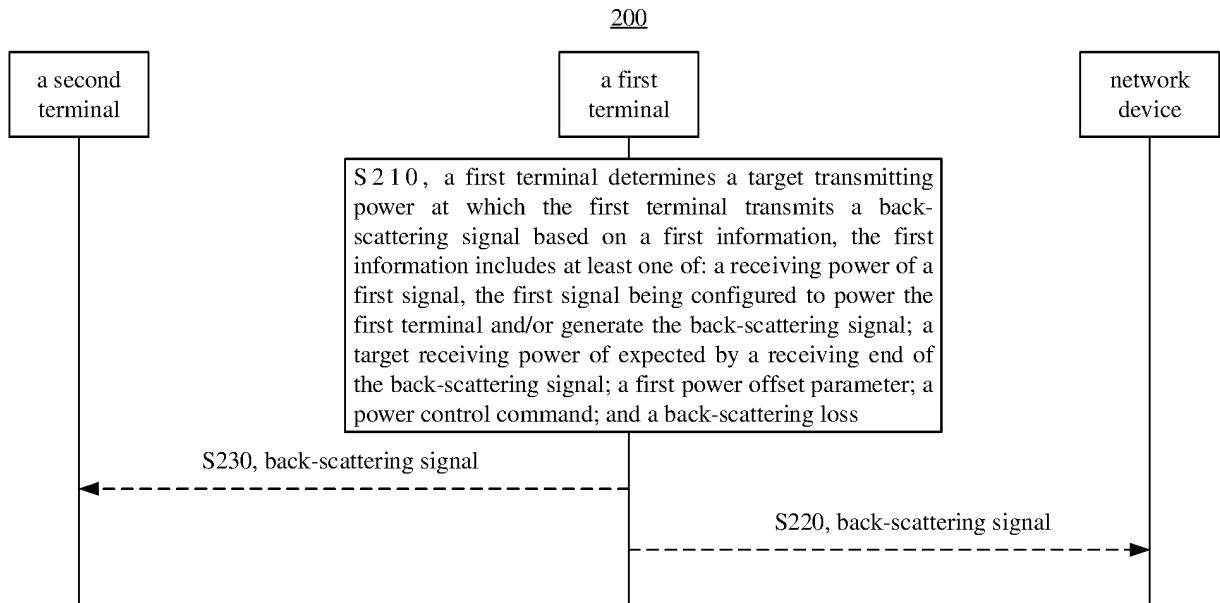 200
a second
terminal
a first
terminal
network
device
S210, a first terminal determines a target transmitting
power at which the first terminal transmits a back-
scattering signal based on a first information, the first
information includes at least one of: a receiving power of a
first signal, the first signal being configured to power the
first terminal and/or generate the back-scattering signal; a
target receiving power of expected by a receiving end of
the back-scattering signal; a first power offset parameter; a
power control command; and a back-scattering loss
S230, back-scattering signal
S220, back-scattering signal